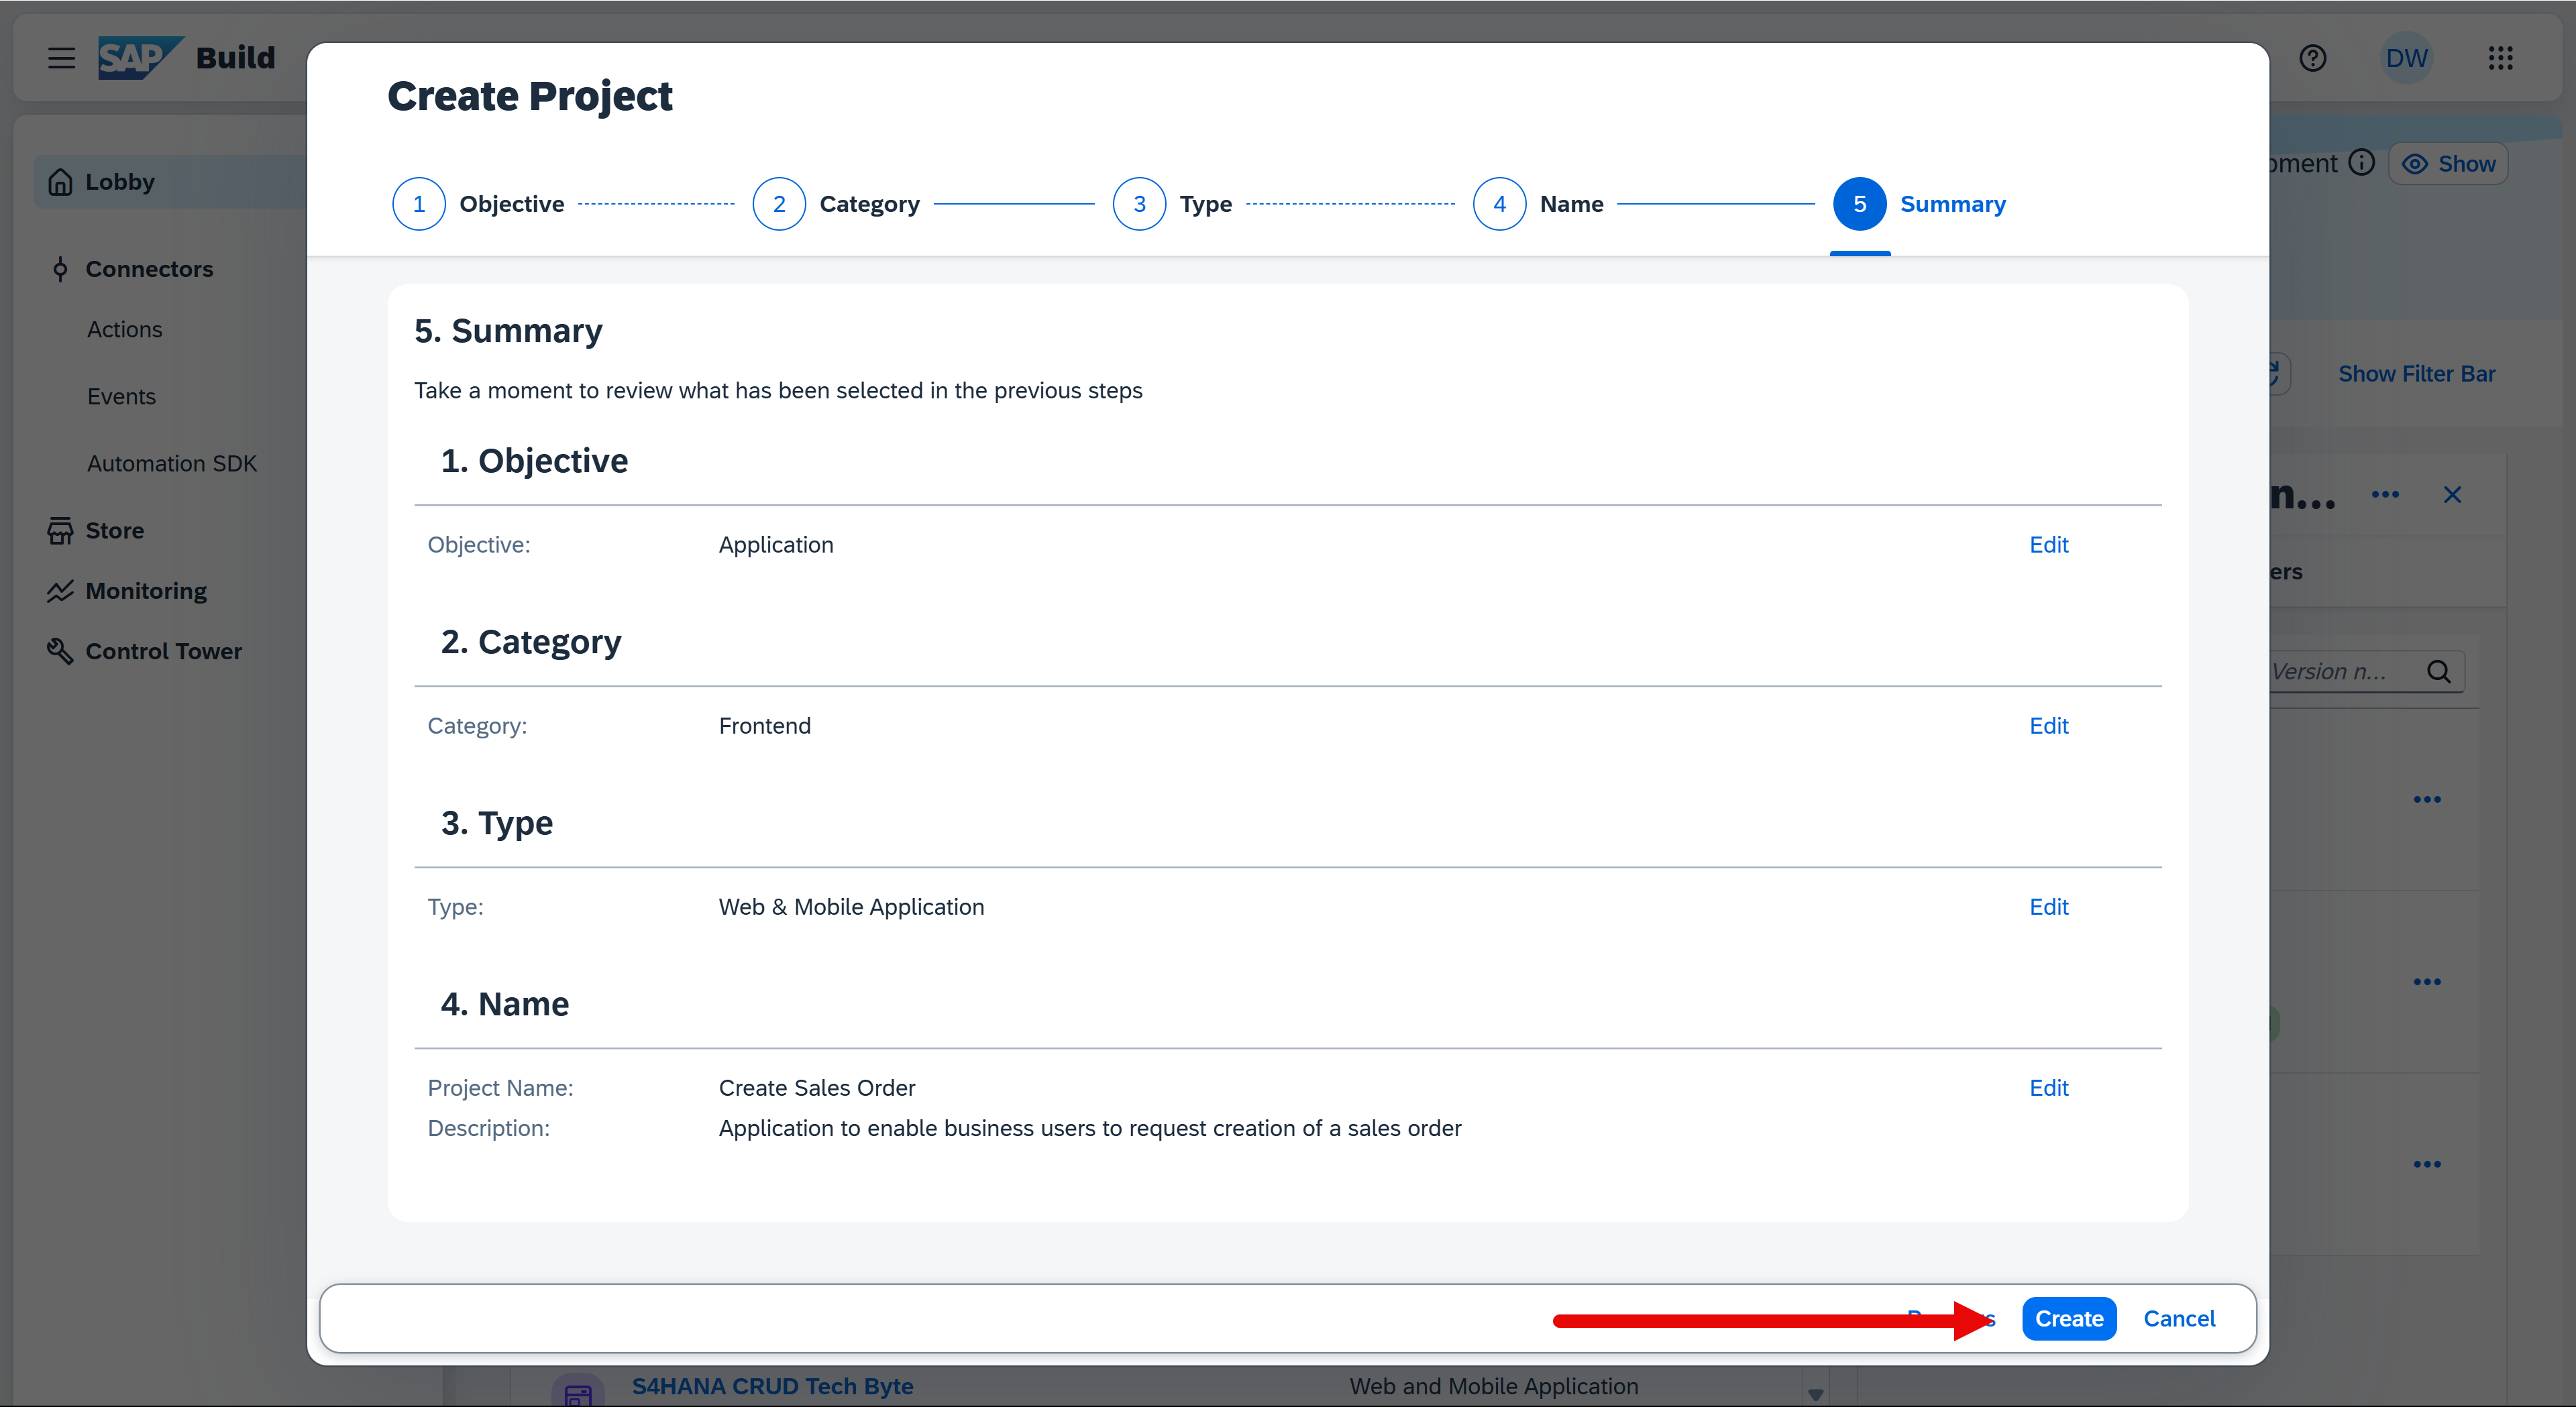 SAP Build
DW
Create Project
1 Objective
2 Category
3 Type
4 Name
5 Summary
Lobby
Connectors
Actions
Events
Automation SDK
Store
Monitoring
Control Tower
Show
Show Filter Bar
n...
ers
Version n...
5. Summary
Take a moment to review what has been selected in the previous steps
1. Objective
Objective: Application Edit
2. Category
Category: Frontend Edit
3. Type
Type: Web & Mobile Application Edit
4. Name
Project Name: Create Sales Order Edit
Description: Application to enable business users to request creation of a sales order
Create Cancel
S4HANA CRUD Tech Byte Web and Mobile Application